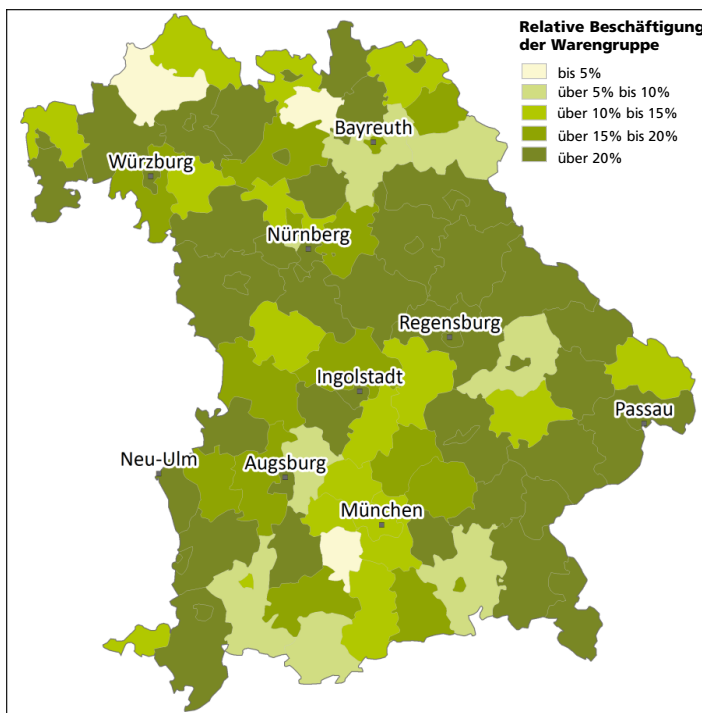 Relative Beschäftigung
der Warengruppe
bis 5%
über 5% bis 10%
über 10% bis 15%
über 15% bis 20%
über 20%
Bayreuth
Würzburg
Nürnberg
Regensburg
Ingolstadt
Passau
Neu-Ulm
Augsburg
München